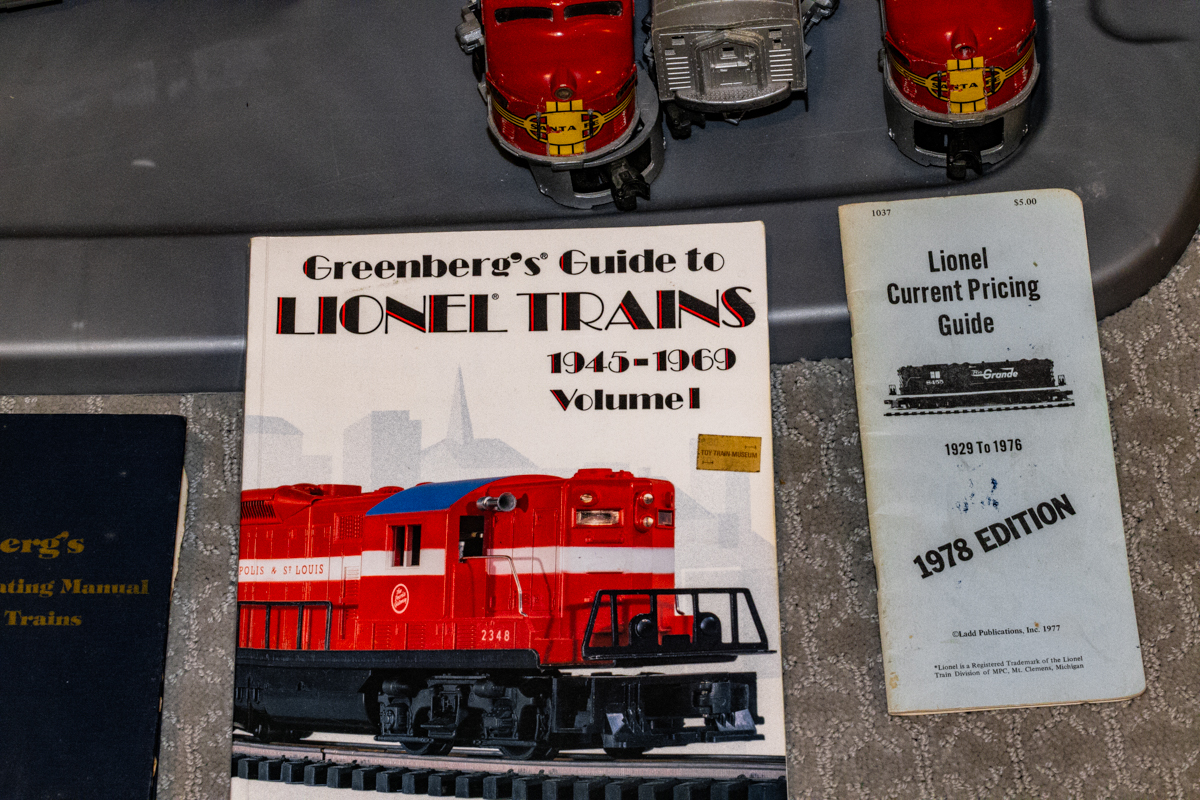 SANTA FE
SANTA FE
Greenberg's® Guide to
LIONEL® TRAINS
1945-1969
Volume I
TOY TRAIN MUSEUM
POLIS & ST LOUIS
2348
1037
$5.00
Lionel
Current Pricing
Guide
Rio Grande
1929 To 1976
1978 EDITION
©Ladd Publications, Inc. 1977
*Lionel is a Registered Trademark of the Lionel
Train Division of MPC, Mt. Clemens, Michigan
erg's
ating Manual
Trains